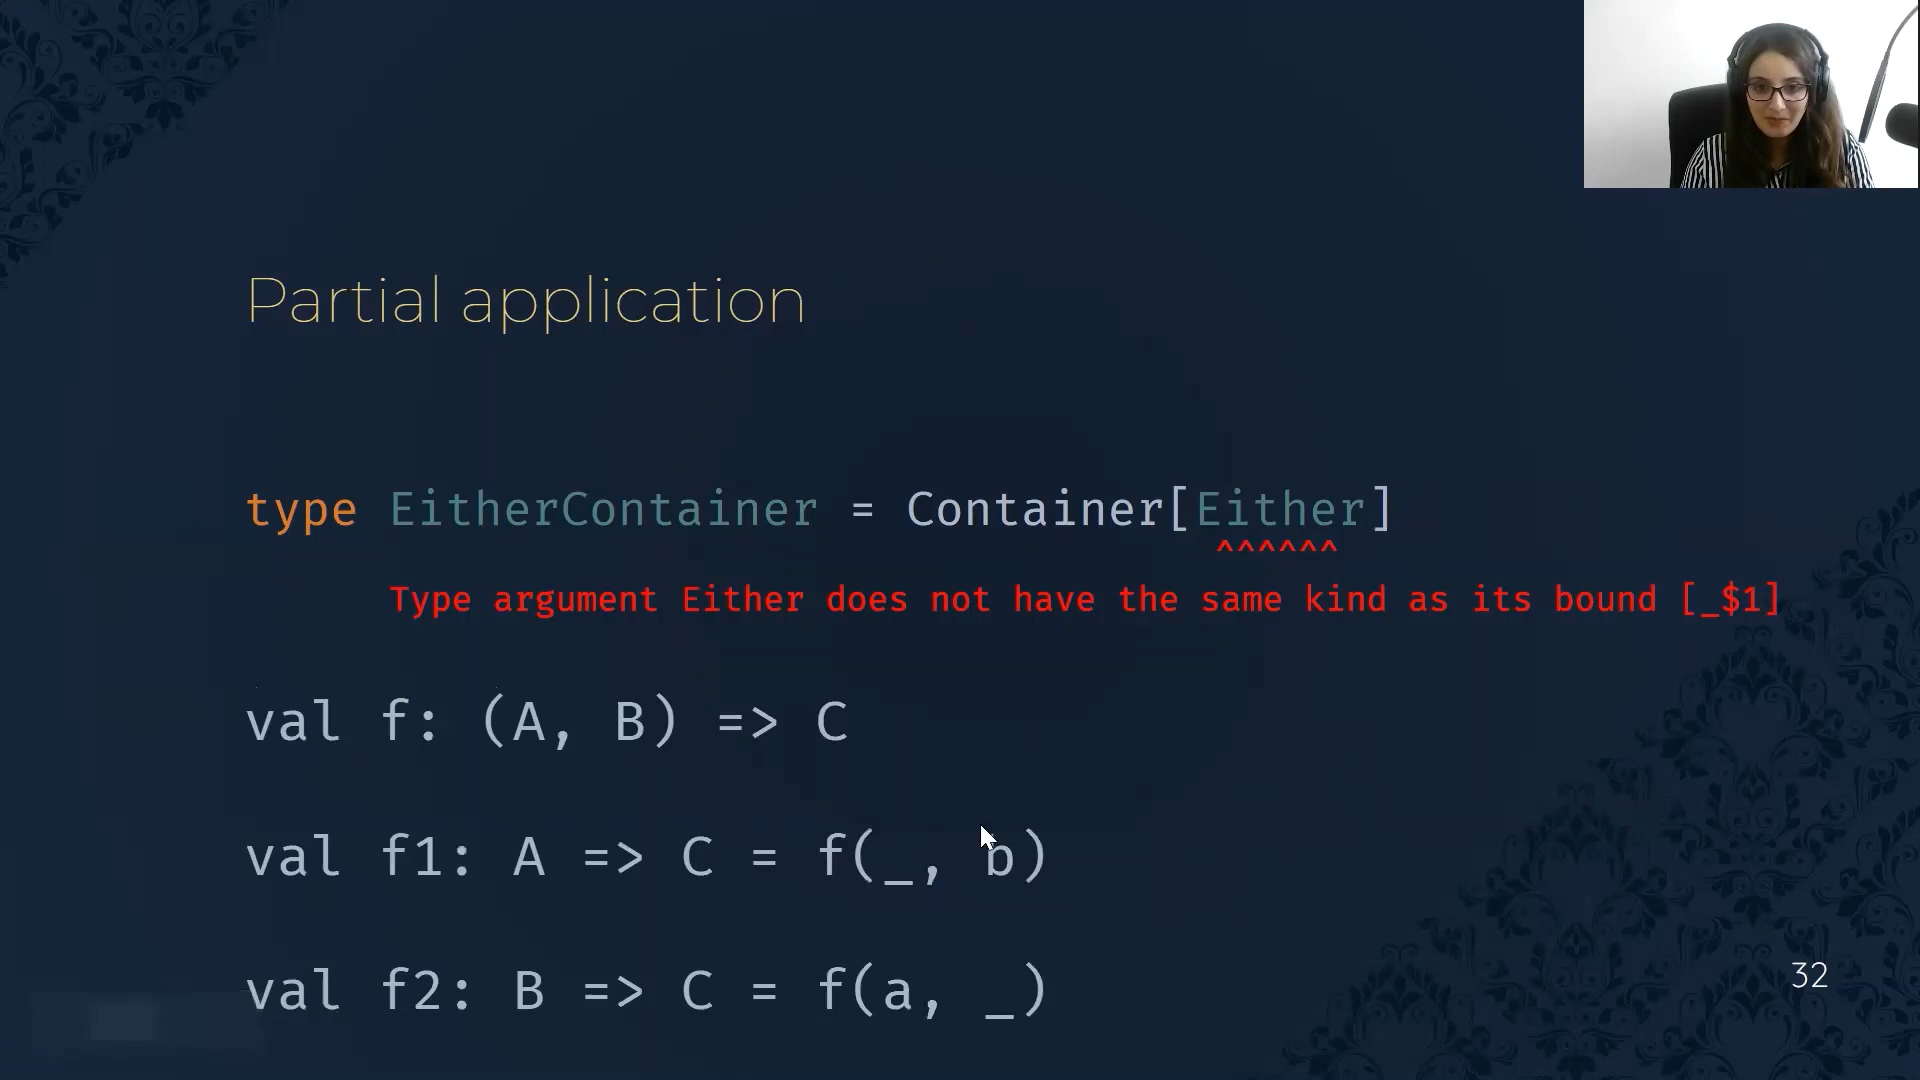 Partial application
type EitherContainer = Container[Either]
^^^^^^
Type argument Either does not have the same kind as its bound [_$1]
val f: (A, B) => C
val f1: A => C = f(_, b)
val f2: B => C = f(a, _)
32